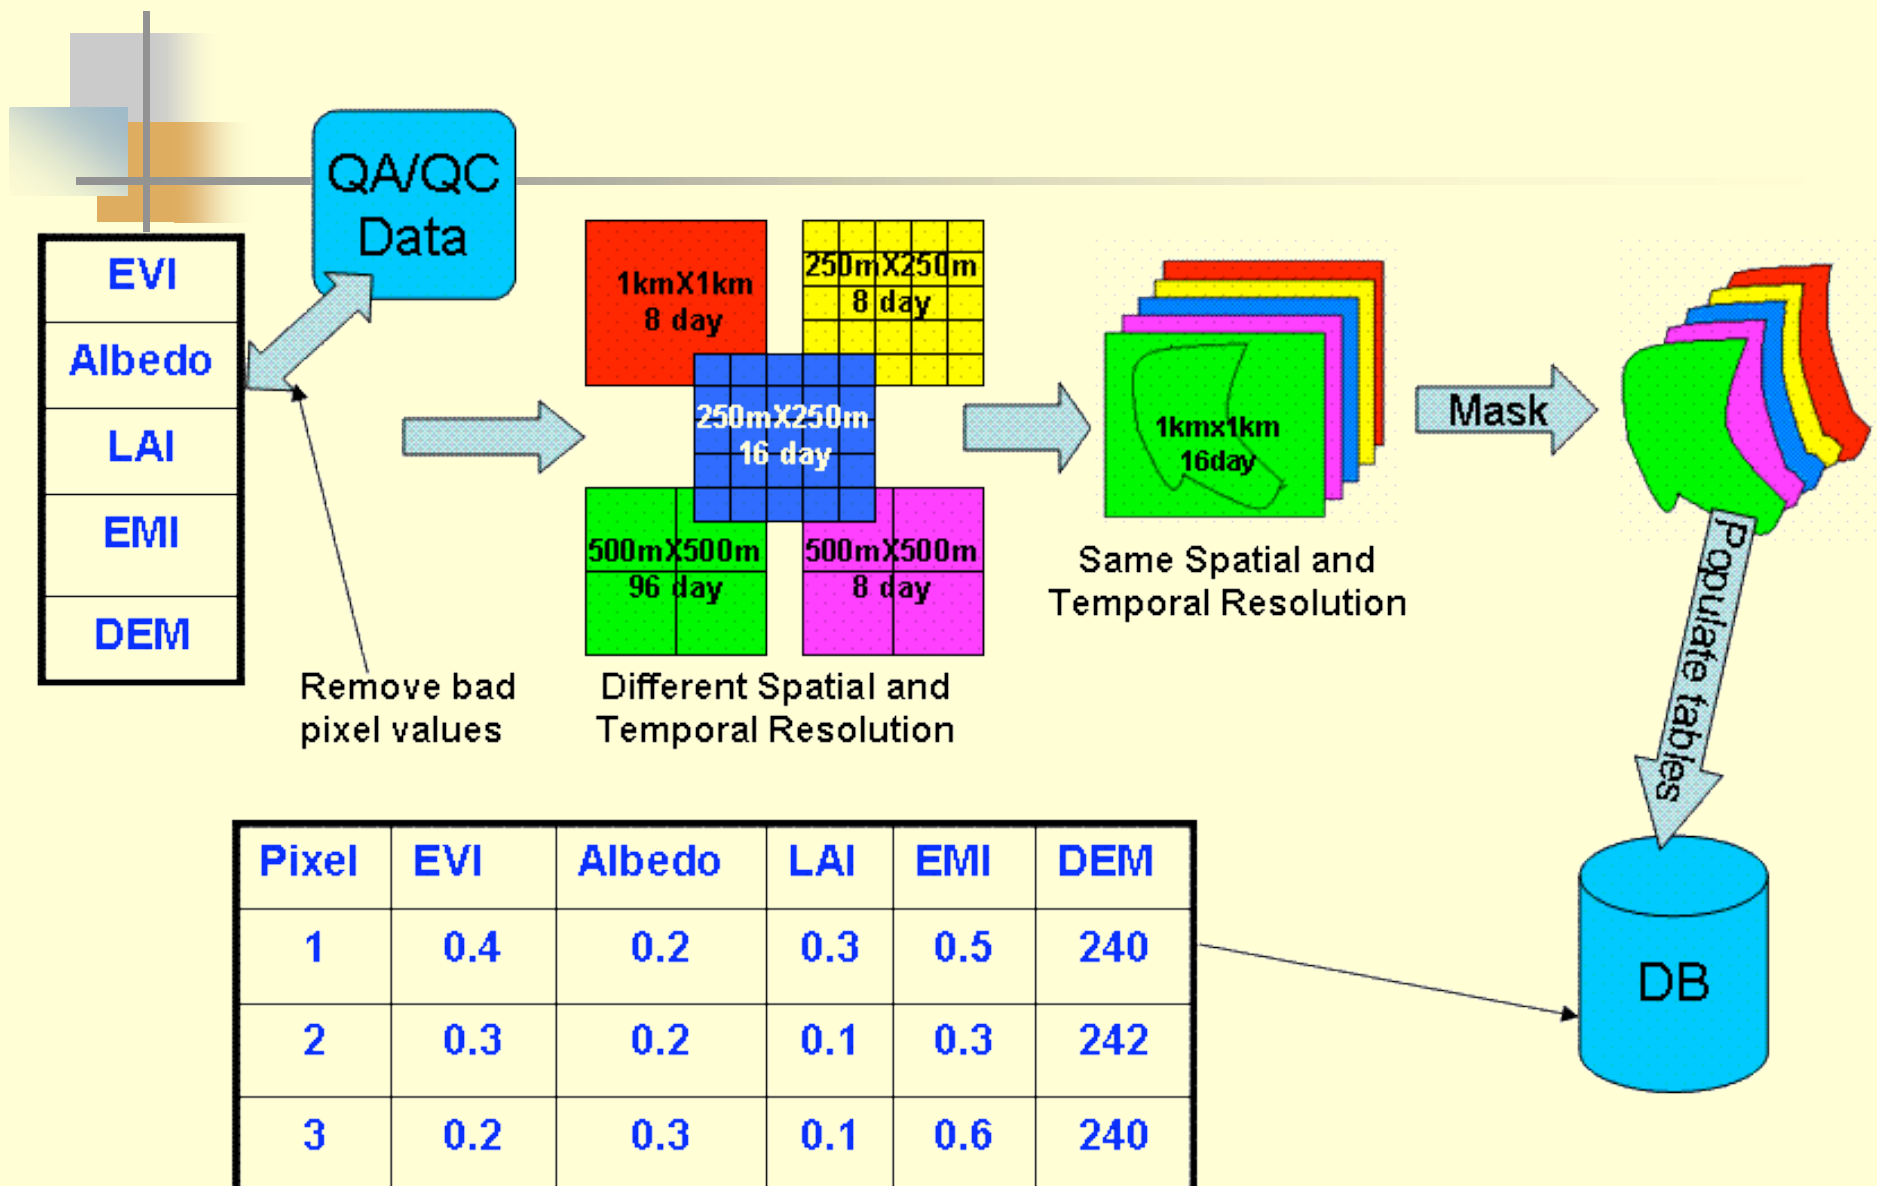 QA/QC
Data
EVI
Albedo
LAI
EMI
DEM
Remove bad
pixel values
1kmX1km
8 day
250mX250m
8 day
250mX250m
16 day
500mX500m
96 day
500mX500m
8 day
Different Spatial and
Temporal Resolution
1kmx1km
16day
Same Spatial and
Temporal Resolution
Mask
Populate tables
DB
Pixel EVI Albedo LAI EMI DEM
1 0.4 0.2 0.3 0.5 240
2 0.3 0.2 0.1 0.3 242
3 0.2 0.3 0.1 0.6 240